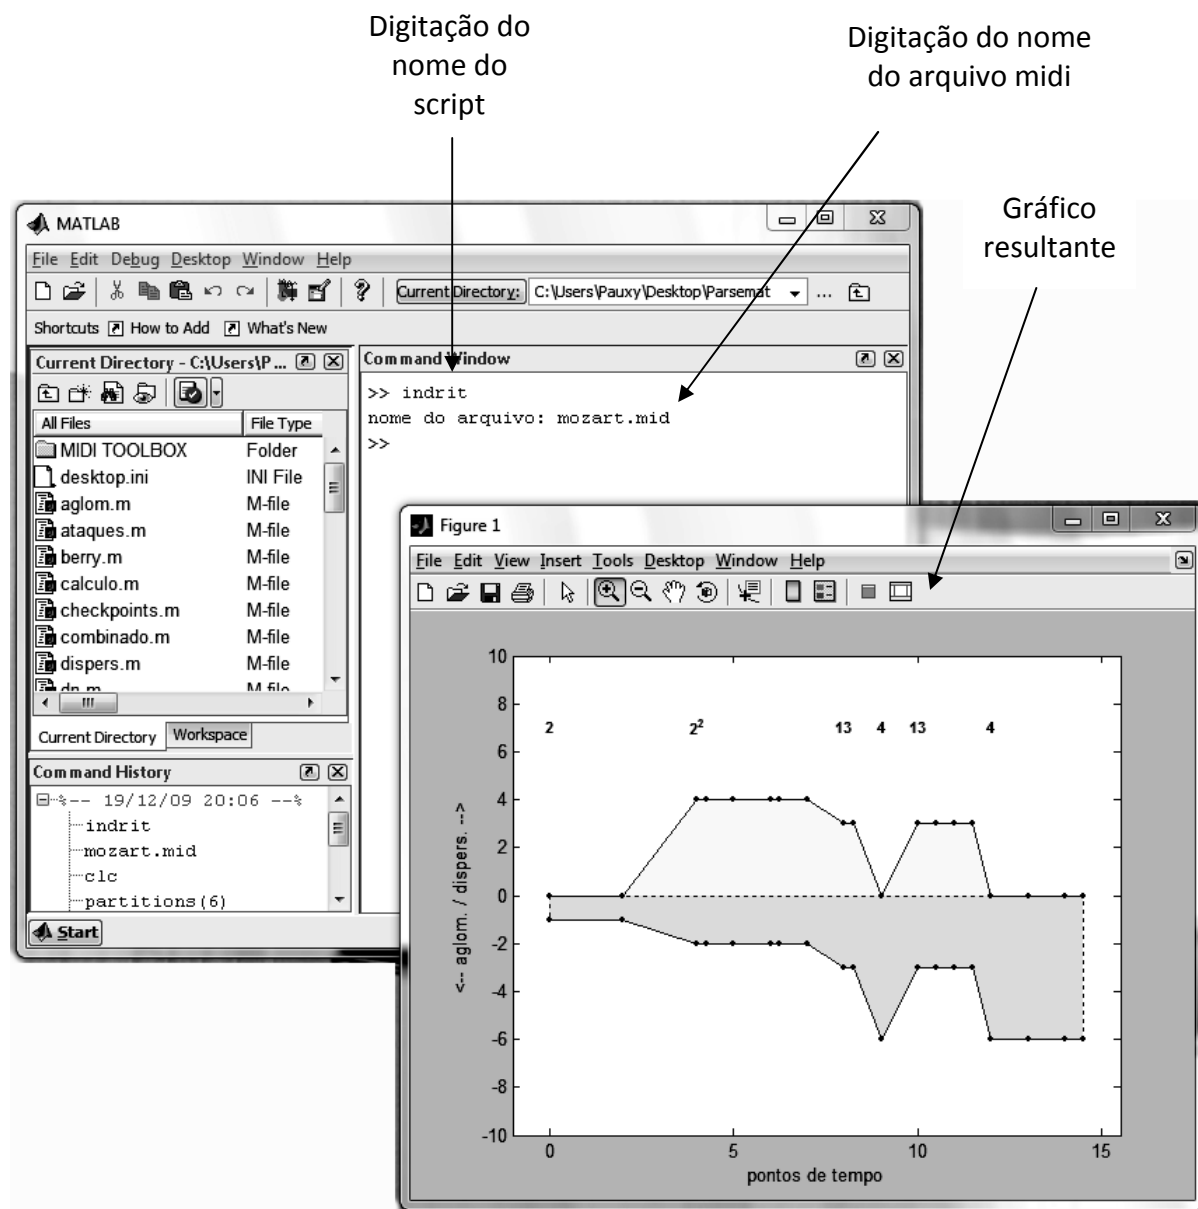 Digitação do
nome do
script
Digitação do nome
do arquivo midi
Gráfico
resultante
MATLAB
File Edit Debug Desktop Window Help
Current Directory: C:\Users\Pauxy\Desktop\Parsemat ...
Shortcuts How to Add What's New
Current Directory - C:\Users\P ...
All Files File Type
MIDI TOOLBOX Folder
desktop.ini INI File
aglom.m M-file
ataques.m M-file
berry.m M-file
calculo.m M-file
checkpoints.m M-file
combinado.m M-file
dispers.m M-file
dn.m M-file
Current Directory Workspace
Command History
%-- 19/12/09 20:06 --%
indrit
mozart.mid
clc
partitions(6)
Start
Command Window
>> indrit
nome do arquivo: mozart.mid
>>
Figure 1
File Edit View Insert Tools Desktop Window Help
10
8
6
4
2
0
-2
-4
-6
-8
-10
2 2² 13 4 13 4
<-- aglom. / dispers. -->
0 5 10 15
pontos de tempo